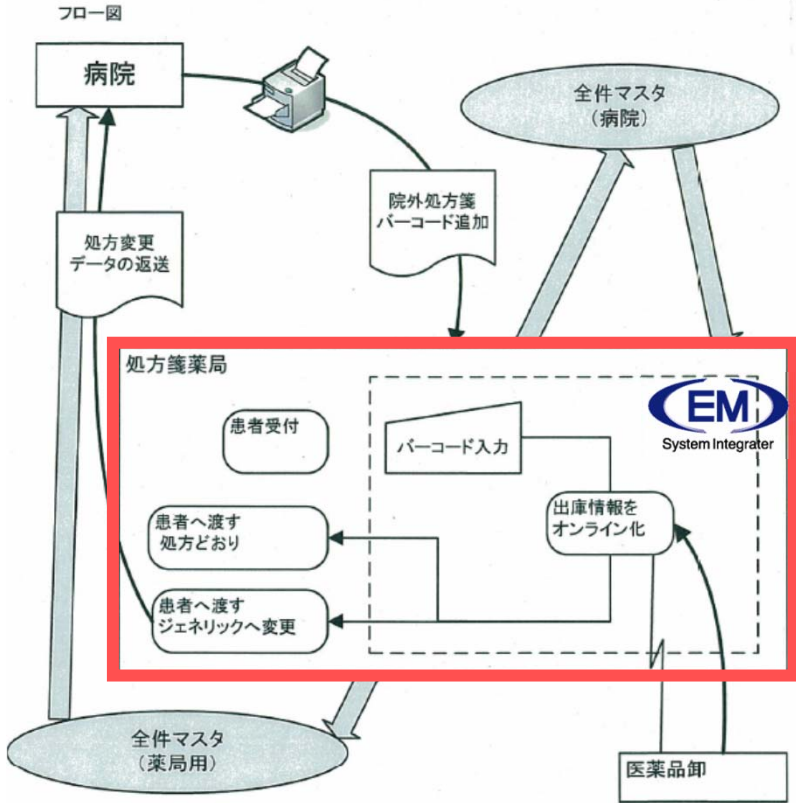 フロー図
病院
全件マスタ
(病院)
院外処方箋
バーコード追加
処方変更
データの返送
処方箋薬局
EM
System Integrater
患者受付
バーコード入力
出庫情報を
オンライン化
患者へ渡す
処方どおり
患者へ渡す
ジェネリックへ変更
全件マスタ
(薬局用)
医薬品卸